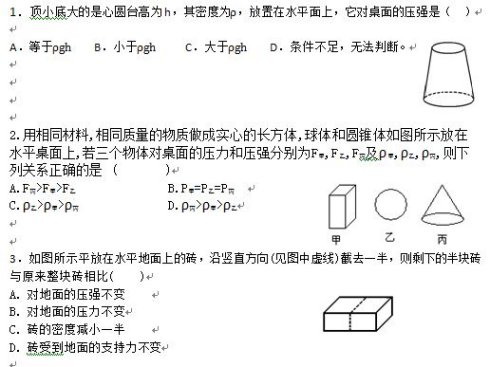 1. 顶小底大的是心圆台高为h，其密度为ρ，放置在水平面上，它对桌面的压强是（ ）
A．等于ρgh B．小于ρgh C．大于ρgh D．条件不足，无法判断。
2.用相同材料,相同质量的物质做成实心的长方体,球体和圆锥体如图所示放在
水平桌面上,若三个物体对桌面的压力和压强分别为F甲,F乙,F丙及ρ甲,ρ乙,ρ丙,则下
列关系正确的是 （ ）
A.F丙>F甲>F乙 B.P甲=P乙=P丙
C.ρ乙>ρ甲>ρ丙 D.ρ丙>ρ甲>ρ乙
甲 乙 丙
3．如图所示平放在水平地面上的砖，沿竖直方向(见图中虚线)截去一半，则剩下的半块砖
与原来整块砖相比( )
A．对地面的压强不变
B．对地面的压力不变
C．砖的密度减小一半
D．砖受到地面的支持力不变